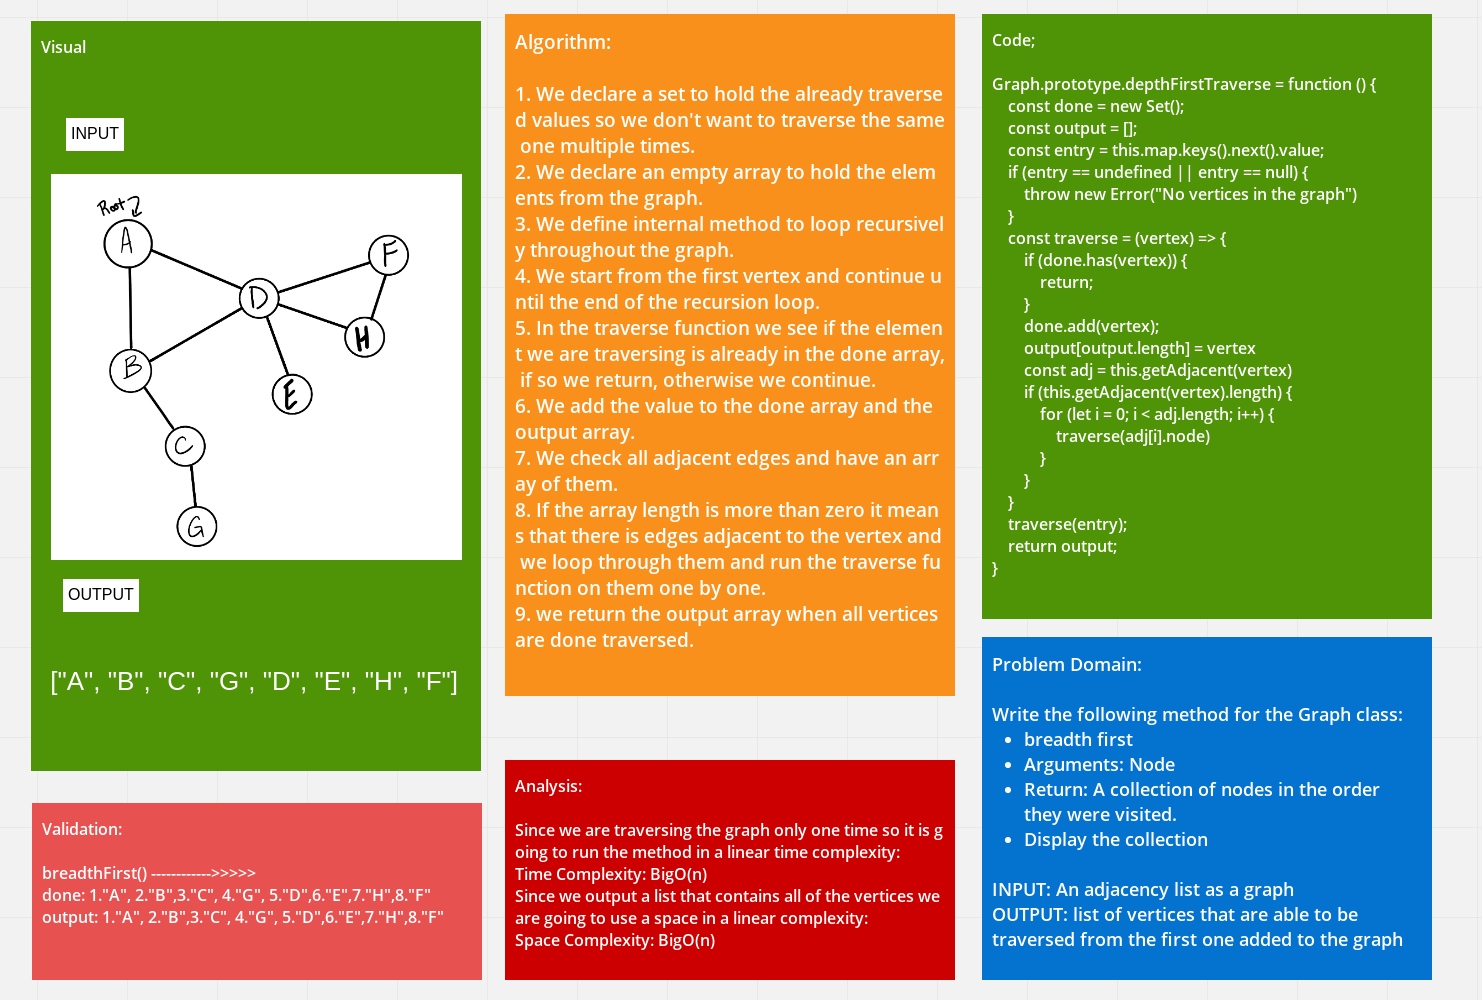 Visual
INPUT
Root
A
F
D
H
B
E
C
G
OUTPUT
["A", "B", "C", "G", "D", "E", "H", "F"]
Validation:
breadthFirst() ------------>>>>>
done: 1."A", 2."B",3."C", 4."G", 5."D",6."E",7."H",8."F"
output: 1."A", 2."B",3."C", 4."G", 5."D",6."E",7."H",8."F"
Algorithm:
1. We declare a set to hold the already traverse
d values so we don't want to traverse the same
one multiple times.
2. We declare an empty array to hold the elem
ents from the graph.
3. We define internal method to loop recursivel
y throughout the graph.
4. We start from the first vertex and continue u
ntil the end of the recursion loop.
5. In the traverse function we see if the elemen
t we are traversing is already in the done array,
if so we return, otherwise we continue.
6. We add the value to the done array and the
output array.
7. We check all adjacent edges and have an arr
ay of them.
8. If the array length is more than zero it mean
s that there is edges adjacent to the vertex and
we loop through them and run the traverse fu
nction on them one by one.
9. we return the output array when all vertices
are done traversed.
Analysis:
Since we are traversing the graph only one time so it is g
oing to run the method in a linear time complexity:
Time Complexity: BigO(n)
Since we output a list that contains all of the vertices we
are going to use a space in a linear complexity:
Space Complexity: BigO(n)
Code;
Graph.prototype.depthFirstTraverse = function () {
const done = new Set();
const output = [];
const entry = this.map.keys().next().value;
if (entry == undefined || entry == null) {
throw new Error("No vertices in the graph")
}
const traverse = (vertex) => {
if (done.has(vertex)) {
return;
}
done.add(vertex);
output[output.length] = vertex
const adj = this.getAdjacent(vertex)
if (this.getAdjacent(vertex).length) {
for (let i = 0; i < adj.length; i++) {
traverse(adj[i].node)
}
}
}
traverse(entry);
return output;
}
Problem Domain:
Write the following method for the Graph class:
• breadth first
• Arguments: Node
• Return: A collection of nodes in the order
they were visited.
• Display the collection
INPUT: An adjacency list as a graph
OUTPUT: list of vertices that are able to be
traversed from the first one added to the graph